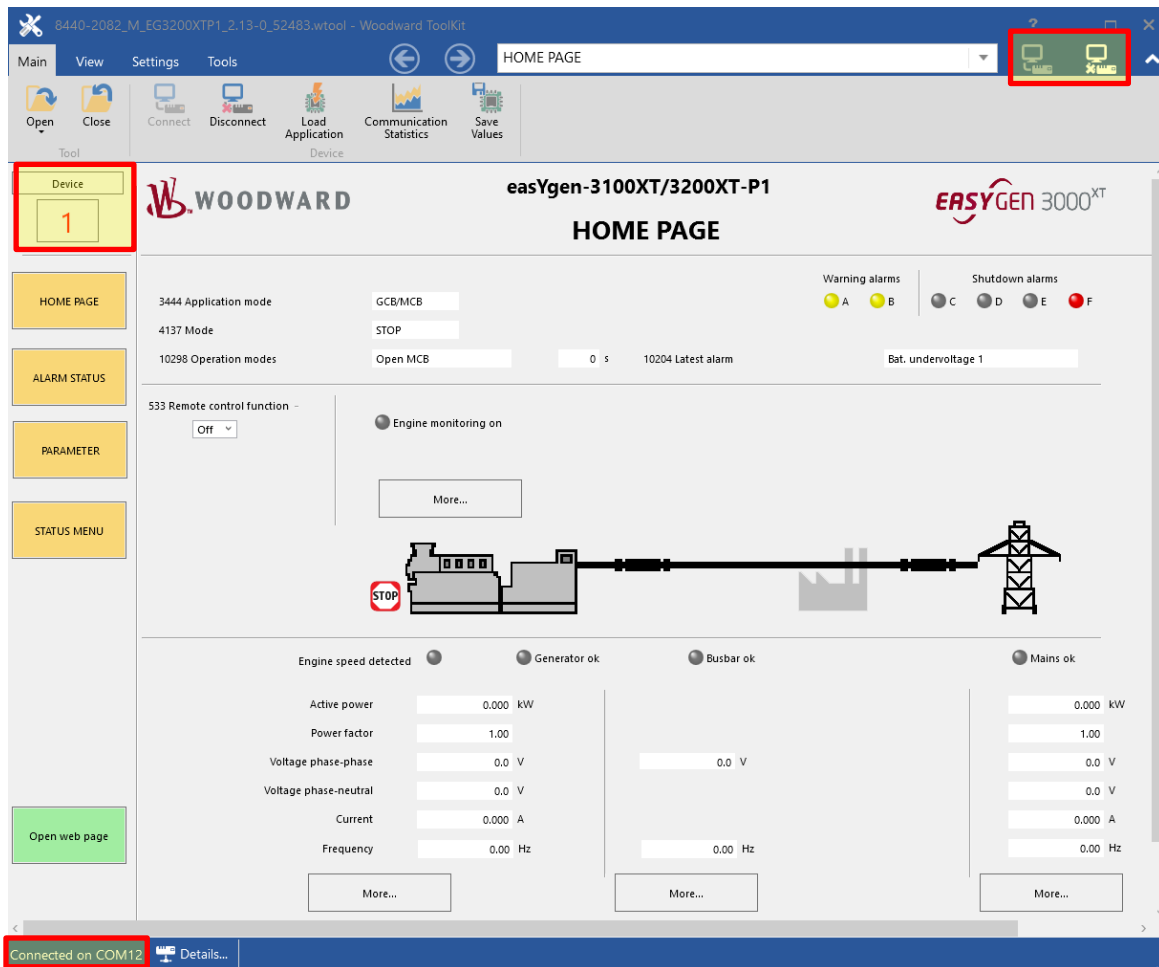 8440-2082_M_EG3200XTP1_2.13-0_52483.wtool - Woodward ToolKit
?
Main View Settings Tools
HOME PAGE
Open Close Connect Disconnect Load Application Communication Statistics Save Values
Tool Device
Device
1
WOODWARD
easYgen-3100XT/3200XT-P1
HOME PAGE
EASYGEN 3000XT
HOME PAGE
ALARM STATUS
PARAMETER
STATUS MENU
Open web page
Warning alarms Shutdown alarms
A B C D E F
3444 Application mode GCB/MCB
4137 Mode STOP
10298 Operation modes Open MCB 0 s 10204 Latest alarm Bat. undervoltage 1
533 Remote control function -
Off
Engine monitoring on
More...
STOP
Engine speed detected Generator ok Busbar ok Mains ok
Active power 0.000 kW 0.000 kW
Power factor 1.00 1.00
Voltage phase-phase 0.0 V 0.0 V 0.0 V
Voltage phase-neutral 0.0 V 0.0 V
Current 0.000 A 0.000 A
Frequency 0.00 Hz 0.00 Hz 0.00 Hz
More... More... More...
Connected on COM12 Details...